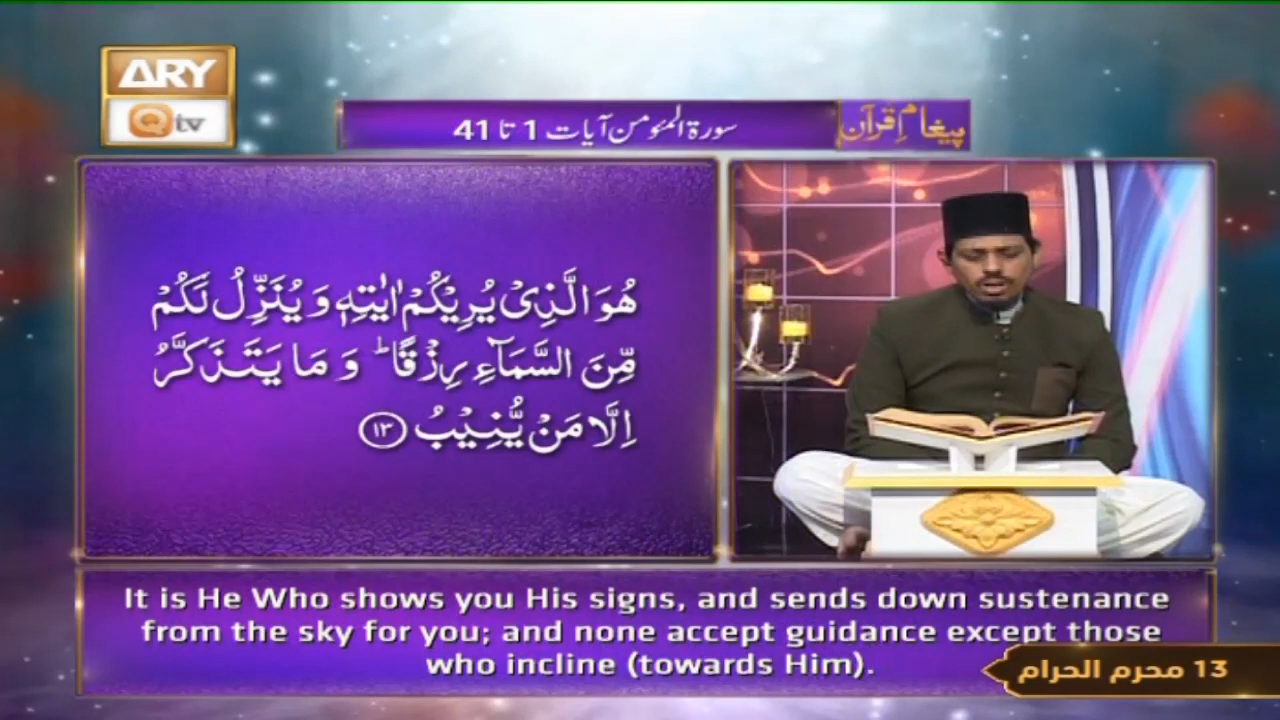 ARY
Qtv
پیغامِ قرآن
سورۃ المئومن آیات 1 تا 41
هُوَ الَّذِیْ یُرِیْكُمْ اٰیٰتِهٖ وَ یُنَزِّلُ لَكُمْ
مِّنَ السَّمَآءِ رِزْقًاؕ وَ مَا یَتَذَكَّرُ
اِلَّا مَنْ یُّنِیْبُ ۱۳
It is He Who shows you His signs, and sends down sustenance
from the sky for you; and none accept guidance except those
who incline (towards Him).
13 محرم الحرام